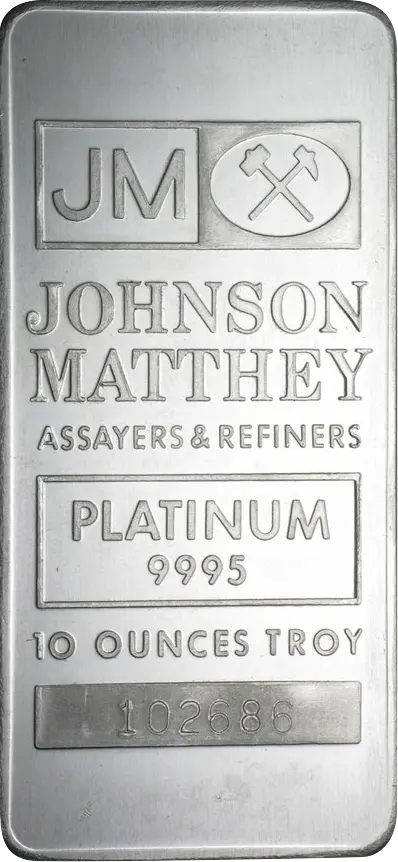 JM
JOHNSON
MATTHEY
ASSAYERS & REFINERS
PLATINUM
9995
10 OUNCES TROY
102686